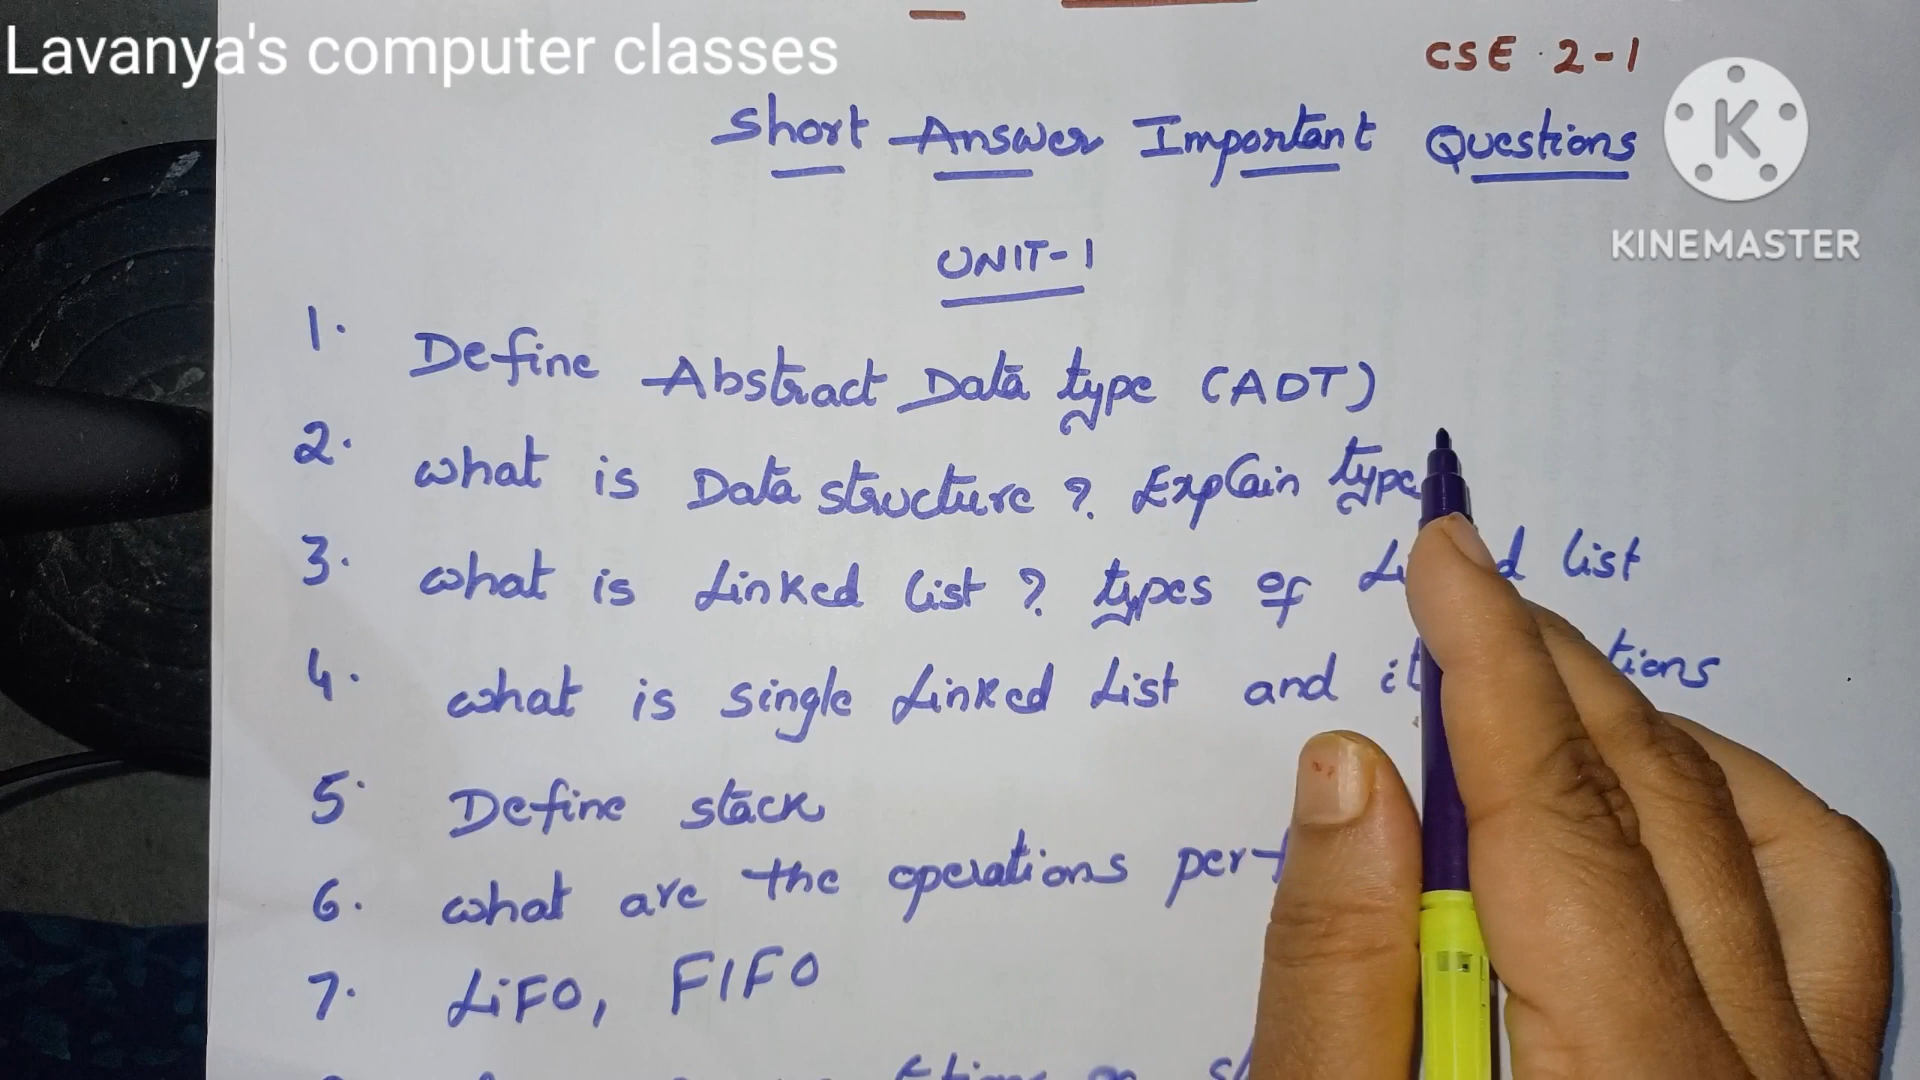 Lavanya's computer classes
CSE 2-1
K
KINEMASTER
Short Answer Important Questions
UNIT-1
1. Define Abstract Data type (ADT)
2. what is Data structure ? Explain type
3. what is Linked list ? types of list
4. what is single Linked List and
5. Define stack
6. what are the operations
7. LiFO, FIFO